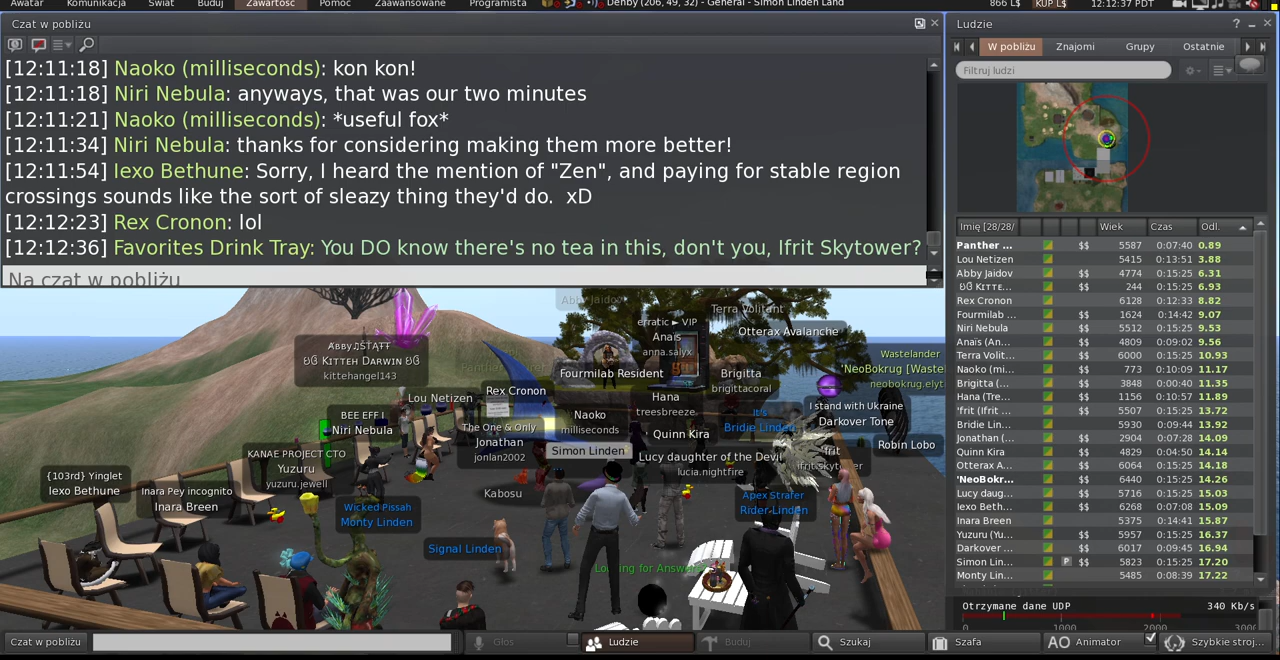 Awatar Komunikacja Świat Buduj Zawartość Pomoc Zaawansowane Programista Denby (206, 49, 32) - General - Simon Linden Land 866 L$ KUP L$ 12:12:37 PDT
Czat w pobliżu
[12:11:18] Naoko (milliseconds): kon kon!
[12:11:18] Niri Nebula: anyways, that was our two minutes
[12:11:21] Naoko (milliseconds): *useful fox*
[12:11:34] Niri Nebula: thanks for considering making them more better!
[12:11:54] Iexo Bethune: Sorry, I heard the mention of "Zen", and paying for stable region
crossings sounds like the sort of sleazy thing they'd do.  xD
[12:12:23] Rex Cronon: lol
[12:12:36] Favorites Drink Tray: You DO know there's no tea in this, don't you, Ifrit Skytower?
Na czat w pobliżu
Abby Jaidov
Terra Volitant
erratic ► VIP
Anaïs
anna.salyx
Otterax Avalanche
Wastelander
'NeoBokrug [Waste
neobokrug.elyt
ꀘITTEH DARWIN
kittehangel143
Fourmilab Resident
Brigitta
brigittacoral
Rex Cronon
Lou Netizen
Hana
treesbreeze
I stand with Ukraine
Darkover Tone
BEE EFF I
Niri Nebula
Naoko
milliseconds
It's
Bridie Linden
The One & Only
Jonathan
jonlan2002
Quinn Kira
Robin Lobo
Simon Linden
KANAE PROJECT CTO
Yuzuru
yuzuru.jewell
Lucy daughter of the Devil
lucia.nightfire
{103rd} Yinglet
Iexo Bethune
Inara Pey incognito
Inara Breen
Kabosu
Apex Strafer
Rider Linden
Wicked Pissah
Monty Linden
Signal Linden
Looking for Answers
Ludzie
W pobliżu Znajomi Grupy Ostatnie
Filtruj ludzi
Imię [28/28/ Wiek Czas Odl.
Panther ... $$ 5587 0:07:40 0.89
Lou Netizen 5415 0:13:51 3.88
Abby Jaidov $$ 4774 0:15:25 6.31
$$ 244 0:15:25 6.93
Rex Cronon 6128 0:12:33 8.82
Fourmilab ... $$ 1624 0:14:42 9.07
Niri Nebula $$ 5512 0:15:25 9.53
Anaïs (An... $$ 4809 0:09:02 9.56
Terra Volit... $$ 6000 0:15:25 10.93
Naoko (mi... $$ 773 0:10:09 11.17
Brigitta (... $$ 3848 0:00:40 11.35
Hana (Tre... $$ 1156 0:10:57 11.89
'frit (Ifrit ... $$ 5507 0:15:25 13.72
Bridie Lin... 5930 0:09:44 13.92
Jonathan (... $$ 2904 0:07:28 14.09
Quinn Kira $$ 4829 0:04:50 14.14
Otterax A... $$ 6064 0:15:25 14.18
'NeoBokr... $$ 6440 0:15:25 14.26
Lucy daug... $$ 5716 0:15:25 15.03
Iexo Beth... $$ 6268 0:07:08 15.09
Inara Breen 5375 0:14:41 15.87
Yuzuru (Yu... $$ 5957 0:15:25 16.37
Darkover ... $$ 6017 0:09:45 16.94
Simon Lin... P $$ 5823 0:15:25 17.20
Monty Lin... 5485 0:08:39 17.22
Otrzymane dane UDP 340 Kb/s
0 1000 2000 3000
Czat w pobliżu Głos Ludzie Buduj Szukaj Szafa AO Animator Szybkie stroj...